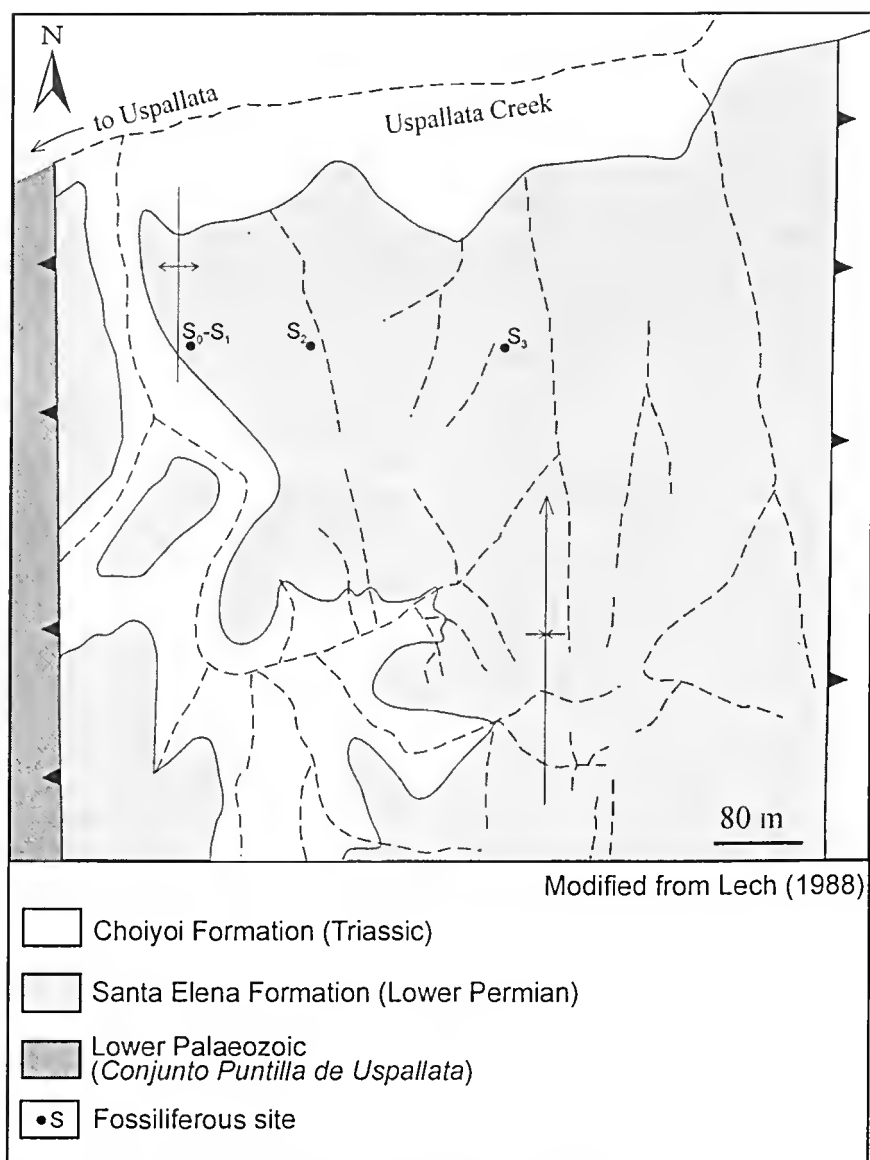 N
to Uspallata
Uspallata Creek
S₀-S₁
S₂
S₃
80 m
Modified from Lech (1988)
Choiyoi Formation (Triassic)
Santa Elena Formation (Lower Permian)
Lower Palaeozoic
(Conjunto Puntilla de Uspallata)
S Fossiliferous site